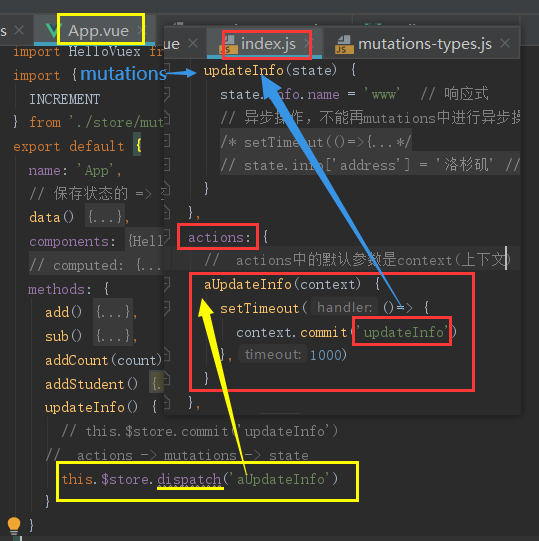 s
App.vue
import HelloVuex fr
import {
INCREMENT
} from './store/mut
export default {
name: 'App',
// 保存状态的 =>
data() {...},
components: {Hell
// computed: {...
methods: {
add() {...},
sub() {...},
addCount(count)
addStudent() {
updateInfo() {
// this.$store.commit('updateInfo')
// actions -> mutations -> state
this.$store.dispatch('aUpdateInfo')
}
}
mutations
ue
index.js
mutations-types.js
updateInfo(state) {
state.info.name = 'www' // 响应式
// 异步操作，不能再mutations中进行异步操
/* setTimeout(()=>{...*/
// state.info['address'] = '洛杉矶' //
}
},
actions: {
// actions中的默认参数是context(上下文)
aUpdateInfo(context) {
setTimeout( handler: ()=> {
context.commit('updateInfo')
}, timeout: 1000)
}
},